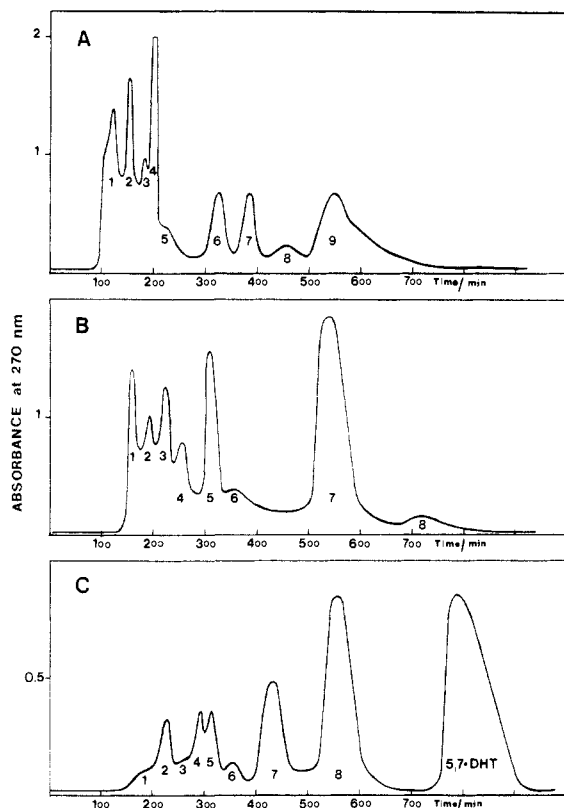 A
2
1
1 2 3 4 5 6 7 8 9
100 200 300 400 500 600 700 Time/min
B
ABSORBANCE at 270 nm
1
1 2 3 4 5 6 7 8
100 200 300 400 500 600 700 Time/min
C
0.5
1 2 3 4 5 6 7 8 5,7•DHT
100 200 300 400 500 600 700 Time/min